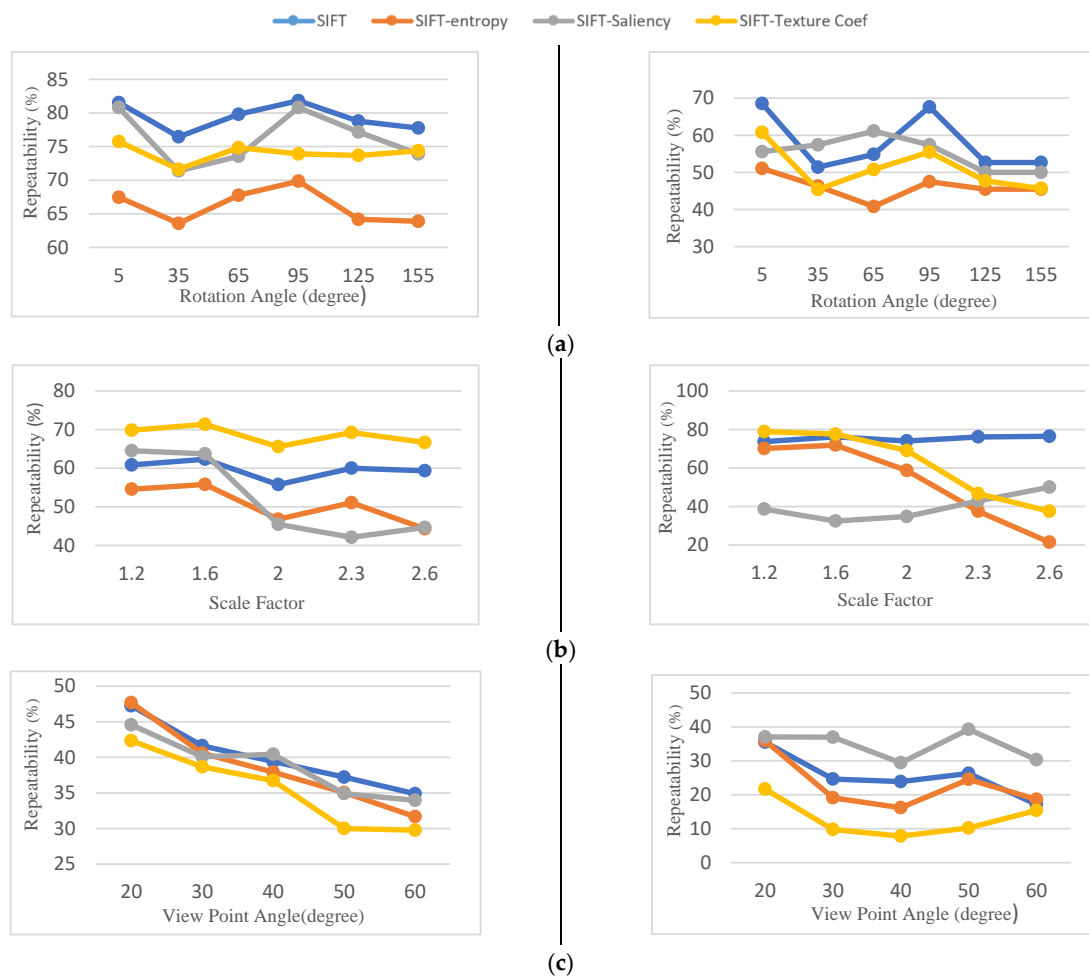 SIFT SIFT-entropy SIFT-Saliency SIFT-Texture Coef
Repeatability (%)
85
80
75
70
65
60
5 35 65 95 125 155
Rotation Angle (degree)
Repeatability (%)
70
60
50
40
30
5 35 65 95 125 155
Rotation Angle (degree)
(a)
Repeatability (%)
80
70
60
50
40
1.2 1.6 2 2.3 2.6
Scale Factor
Repeatability (%)
100
80
60
40
20
1.2 1.6 2 2.3 2.6
Scale Factor
(b)
Repeatability (%)
50
45
40
35
30
25
20 30 40 50 60
View Point Angle(degree)
Repeatability (%)
50
40
30
20
10
0
20 30 40 50 60
View Point Angle (degree)
(c)